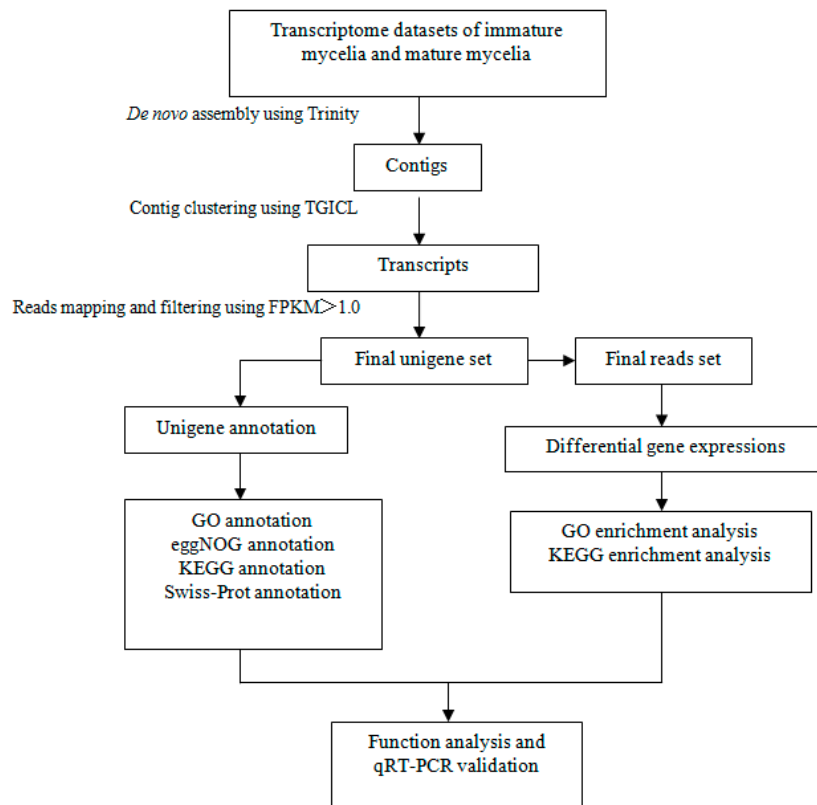 Transcriptome datasets of immature
mycelia and mature mycelia
De novo assembly using Trinity
Contigs
Contig clustering using TGICL
Transcripts
Reads mapping and filtering using FPKM＞1.0
Final unigene set
Final reads set
Unigene annotation
Differential gene expressions
GO annotation
eggNOG annotation
KEGG annotation
Swiss-Prot annotation
GO enrichment analysis
KEGG enrichment analysis
Function analysis and
qRT-PCR validation